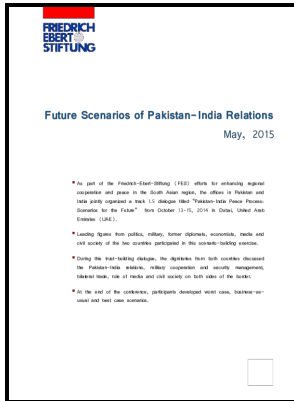 FRIEDRICH
EBERT
STIFTUNG
Future Scenarios of Pakistan-India Relations
May, 2015
As part of the Friedrich-Ebert-Stiftung (FES) efforts for enhancing regional
cooperation and peace in the South Asian region, the offices in Pakistan and
India jointly organized a track 1.5 dialogue titled "Pakistan-India Peace Process:
Scenarios for the Future" from October 13-15, 2014 in Dubai, United Arab
Emirates (UAE).
Leading figures from politics, military, former diplomats, economists, media and
civil society of the two countries participated in this scenario-building exercise.
During this trust-building dialogue, the dignitaries from both countries discussed
the Pakistan-India relations, military cooperation and security management,
bilateral trade, role of media and civil society on both sides of the border.
At the end of the conference, participants developed worst case, business-as-
usual and best case scenarios.